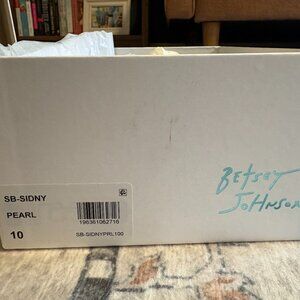 SB-SIDNY
PEARL
10
196361062716
SB-SIDNYPRL100
Betsey
Johnson